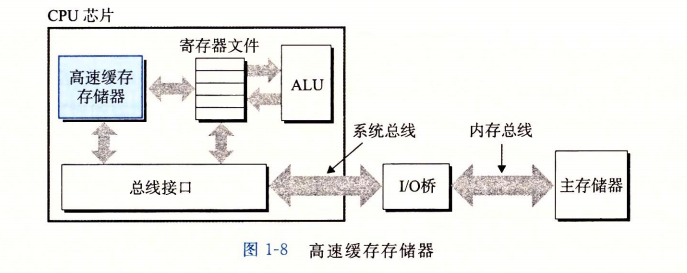 CPU 芯片
寄存器文件
高速缓存
存储器
ALU
系统总线
内存总线
总线接口
I/O桥
主存储器
图 1-8 高速缓存存储器